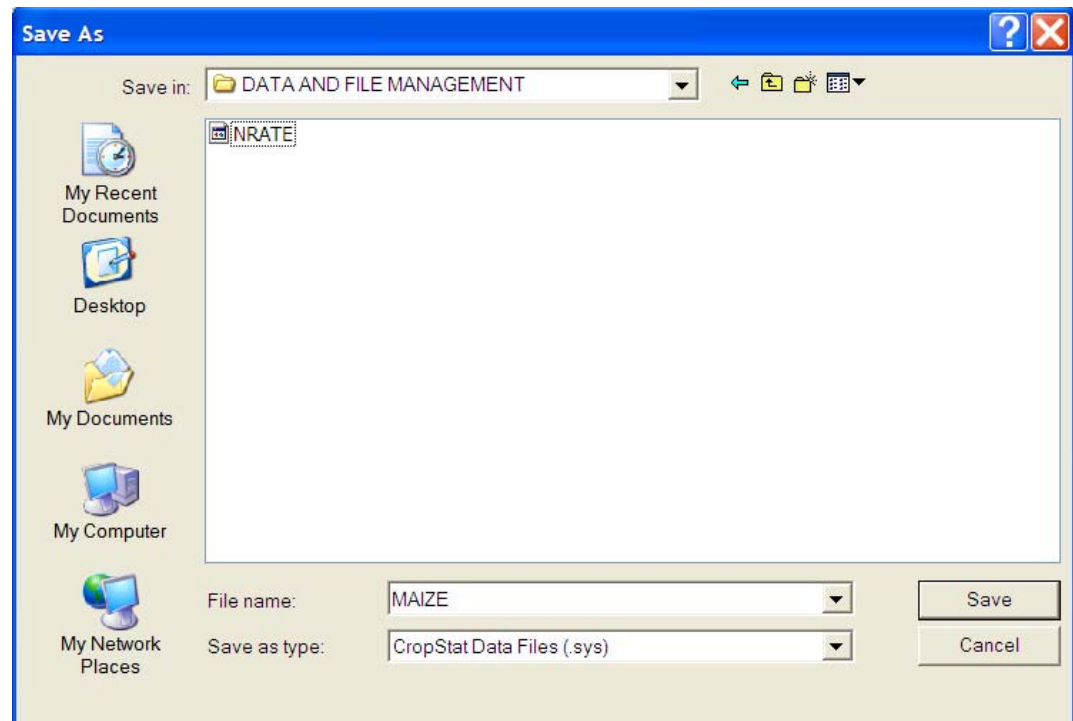 Save As
Save in:
DATA AND FILE MANAGEMENT
NRATE
My Recent
Documents
Desktop
My Documents
My Computer
My Network
Places
File name:
MAIZE
Save
Save as type:
CropStat Data Files (.sys)
Cancel